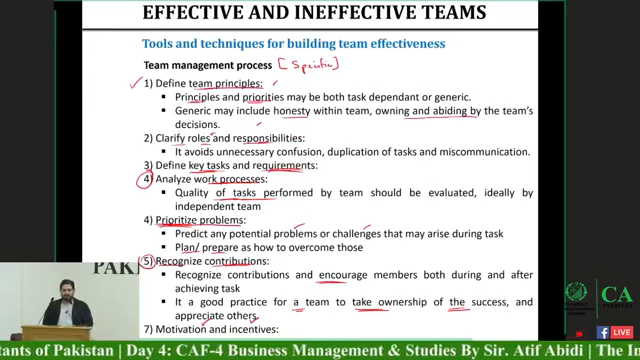 EFFECTIVE AND INEFFECTIVE TEAMS
Tools and techniques for building team effectiveness
Team management process [Specific]
1) Define team principles:
▪ Principles and priorities may be both task dependant or generic.
▪ Generic may include honesty within team, owning and abiding by the team's
decisions.
2) Clarify roles and responsibilities:
▪ It avoids unnecessary confusion, duplication of tasks and miscommunication.
3) Define key tasks and requirements:
4) Analyze work processes:
▪ Quality of tasks performed by team should be evaluated, ideally by
independent team
4) Prioritize problems:
▪ Predict any potential problems or challenges that may arise during task
▪ Plan/ prepare as how to overcome those
5) Recognize contributions:
▪ Recognize contributions and encourage members both during and after
achieving task
▪ It a good practice for a team to take ownership of the success, and
appreciate others
7) Motivation and incentives:
PAKIST
CA
PAKISTAN
LIVE
tants of Pakistan | Day 4: CAF-4 Business Management & Studies By Sir. Atif Abidi | The In